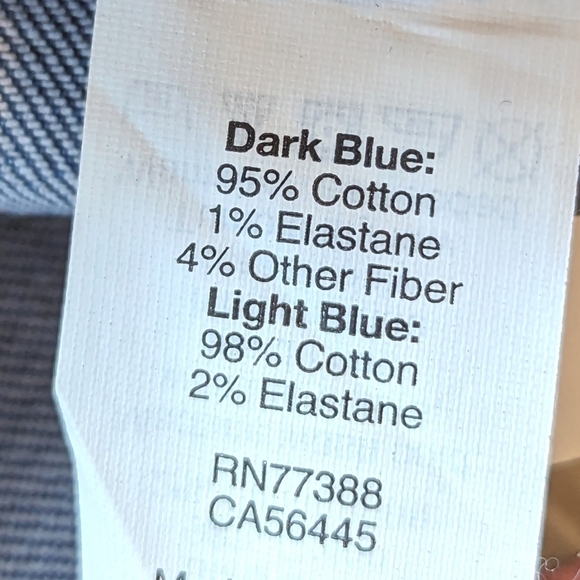 Dark Blue:
95% Cotton
1% Elastane
4% Other Fiber
Light Blue:
98% Cotton
2% Elastane
RN77388
CA56445